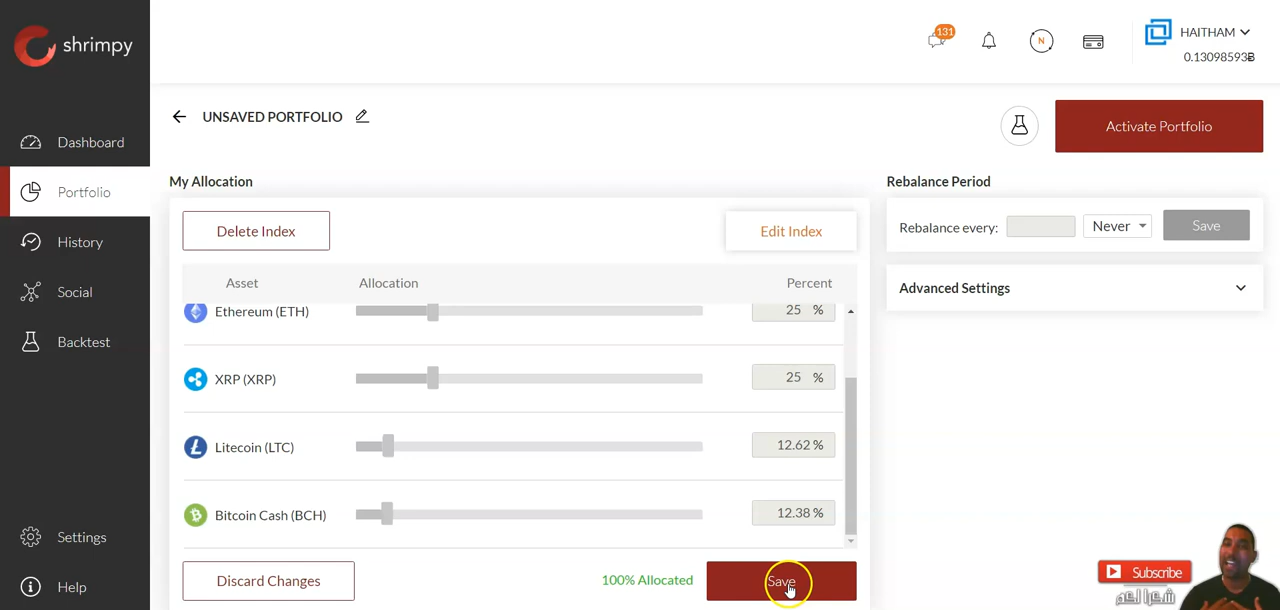 shrimpy
131
N
HAITHAM
0.13098593Ƀ
Dashboard
Portfolio
History
Social
Backtest
Settings
Help
UNSAVED PORTFOLIO
Activate Portfolio
My Allocation
Delete Index
Edit Index
Asset Allocation Percent
Ethereum (ETH) 25 %
XRP (XRP) 25 %
Litecoin (LTC) 12.62 %
Bitcoin Cash (BCH) 12.38 %
Discard Changes
100% Allocated
Save
Rebalance Period
Rebalance every: Never Save
Advanced Settings
Subscribe
شكرا لكم